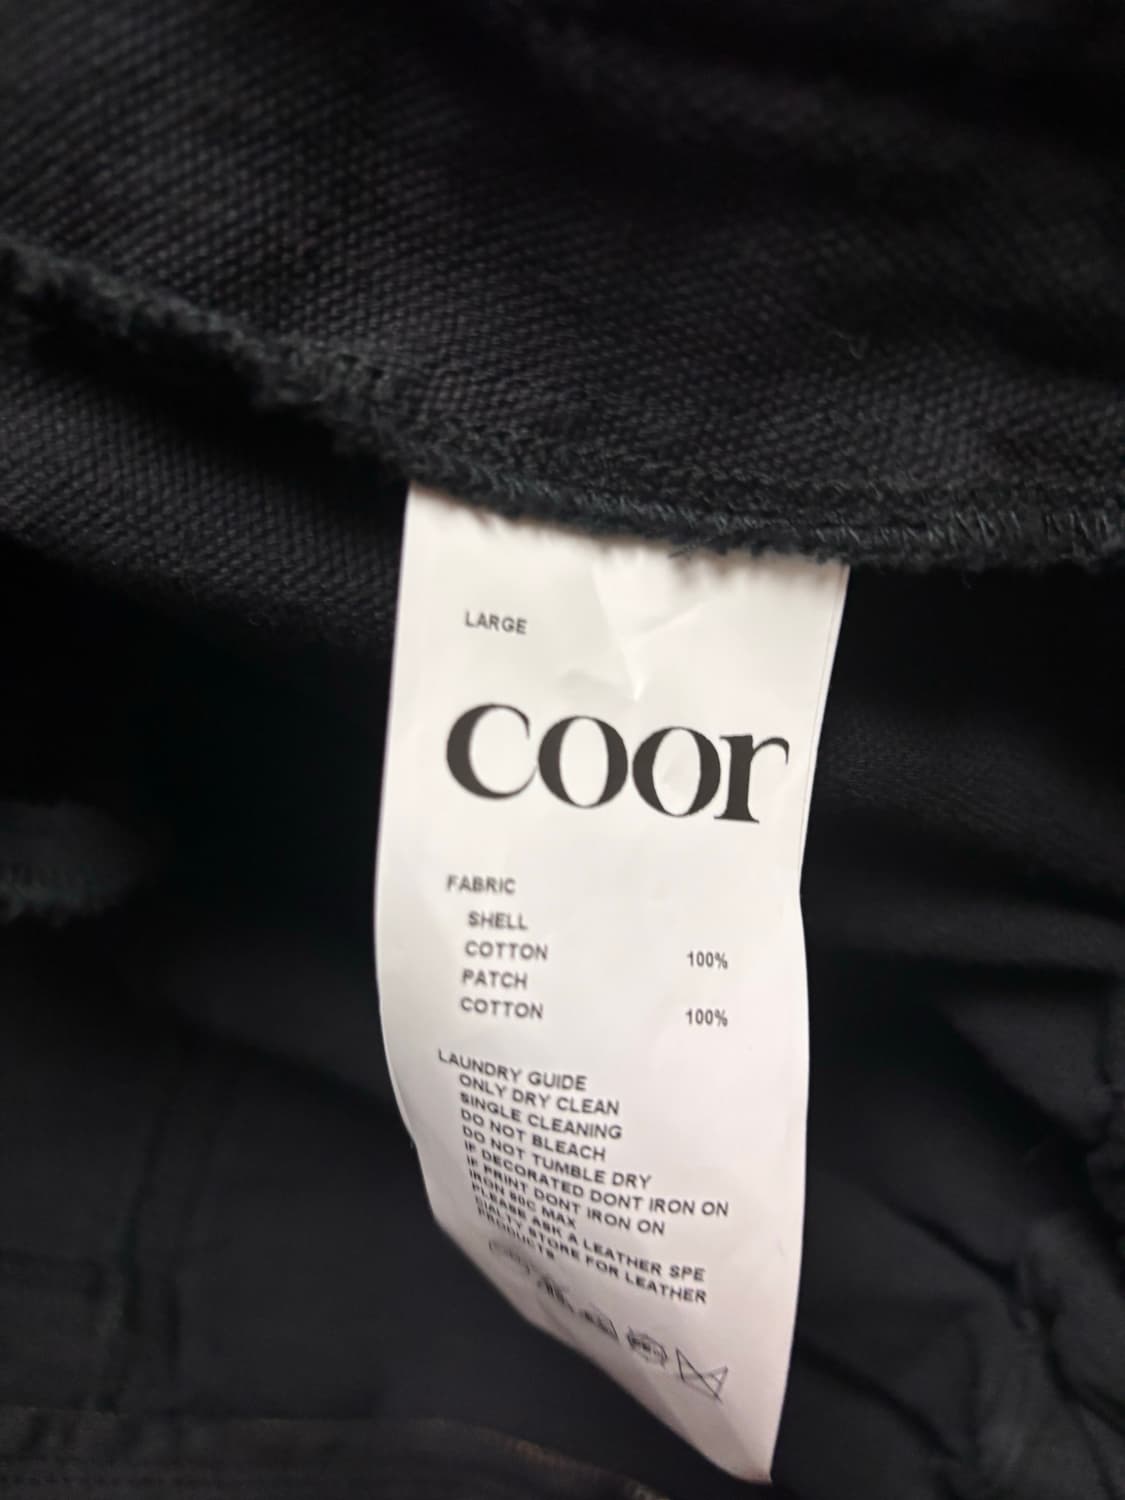 LARGE
coor
FABRIC
SHELL
COTTON 100%
PATCH
COTTON 100%
LAUNDRY GUIDE
ONLY DRY CLEAN
SINGLE CLEANING
DO NOT BLEACH
DO NOT TUMBLE DRY
IF DECORATED DONT IRON ON
IF PRINT DONT IRON ON
IRON 80C MAX
PLEASE ASK A LEATHER SPE
CIALTY STORE FOR LEATHER
PRODUCTS